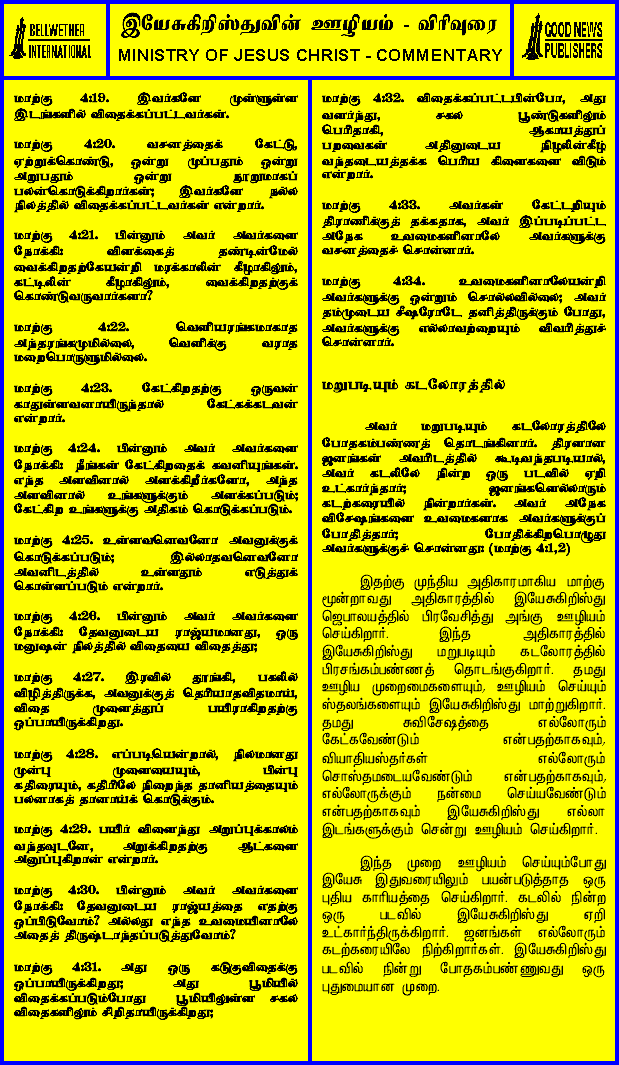 BELLWETHER
INTERNATIONAL
இயேசுகிறிஸ்துவின் ஊழியம் - விரிவுரை
MINISTRY OF JESUS CHRIST - COMMENTARY
GOOD NEWS
PUBLISHERS
மாற்கு 4:19. இவர்களே முள்ளுள்ள
இடங்களில் விதைக்கப்பட்டவர்கள்.
மாற்கு 4:20. வசனத்தைக் கேட்டு,
ஏற்றுக்கொண்டு, ஒன்று முப்பதும் ஒன்று
அறுபதும் ஒன்று நூறுமாகப்
பலன்கொடுக்கிறார்கள்; இவர்களே நல்ல
நிலத்தில் விதைக்கப்பட்டவர்கள் என்றார்.
மாற்கு 4:21. பின்னும் அவர் அவர்களை
நோக்கி: விளக்கைத் தண்டின்மேல்
வைக்கிறதற்கேயன்றி மரக்காலின் கீழாகிலும்,
கட்டிலின் கீழாகிலும், வைக்கிறதற்குக்
கொண்டுவருவார்களா?
மாற்கு 4:22. வெளியரங்கமாகாத
அந்தரங்கமுமில்லை, வெளிக்கு வராத
மறைபொருளுமில்லை.
மாற்கு 4:23. கேட்கிறதற்கு ஒருவன்
காதுள்ளவனாயிருந்தால் கேட்கக்கடவன்
என்றார்.
மாற்கு 4:24. பின்னும் அவர் அவர்களை
நோக்கி: நீங்கள் கேட்கிறதைக் கவனியுங்கள்.
எந்த அளவினால் அளக்கிறீர்களோ, அந்த
அளவினால் உங்களுக்கும் அளக்கப்படும்;
கேட்கிற உங்களுக்கு அதிகம் கொடுக்கப்படும்.
மாற்கு 4:25. உள்ளவனெவனோ அவனுக்குக்
கொடுக்கப்படும்; இல்லாதவனெவனோ
அவனிடத்தில் உள்ளதும் எடுத்துக்
கொள்ளப்படும் என்றார்.
மாற்கு 4:26. பின்னும் அவர் அவர்களை
நோக்கி: தேவனுடைய ராஜ்யமானது, ஒரு
மனுஷன் நிலத்தில் விதையை விதைத்து;
மாற்கு 4:27. இரவில் தூங்கி, பகலில்
விழித்திருக்க, அவனுக்குத் தெரியாதவிதமாய்,
விதை முளைத்துப் பயிராகிறதற்கு
ஒப்பாயிருக்கிறது.
மாற்கு 4:28. எப்படியென்றால், நிலமானது
முன்பு முளையையும், பின்பு
கதிரையும், கதிரிலே நிறைந்த தானியத்தையும்
பலனாகத் தானாய்க் கொடுக்கும்.
மாற்கு 4:29. பயிர் விளைந்து அறுப்புக்காலம்
வந்தவுடனே, அறுக்கிறதற்கு ஆட்களை
அனுப்புகிறான் என்றார்.
மாற்கு 4:30. பின்னும் அவர் அவர்களை
நோக்கி: தேவனுடைய ராஜ்யத்தை எதற்கு
ஒப்பிடுவோம்? அல்லது எந்த உவமையினாலே
அதைத் திருஷ்டாந்தப்படுத்துவோம்?
மாற்கு 4:31. அது ஒரு கடுகுவிதைக்கு
ஒப்பாயிருக்கிறது; அது பூமியில்
விதைக்கப்படும்போது பூமியிலுள்ள சகல
விதைகளிலும் சிறிதாயிருக்கிறது;
மாற்கு 4:32. விதைக்கப்பட்டபின்போ, அது
வளர்ந்து, சகல பூண்டுகளிலும்
பெரிதாகி, ஆகாயத்துப்
பறவைகள் அதினுடைய நிழலின்கீழ்
வந்தடையத்தக்க பெரிய கிளைகளை விடும்
என்றார்.
மாற்கு 4:33. அவர்கள் கேட்டறியும்
திராணிக்குத் தக்கதாக, அவர் இப்படிப்பட்ட
அநேக உவமைகளினாலே அவர்களுக்கு
வசனத்தைச் சொன்னார்.
மாற்கு 4:34. உவமைகளினாலேயன்றி
அவர்களுக்கு ஒன்றும் சொல்லவில்லை; அவர்
தம்முடைய சீஷரோடே தனித்திருக்கும் போது,
அவர்களுக்கு எல்லாவற்றையும் விவரித்துச்
சொன்னார்.
மறுபடியும் கடலோரத்தில்
அவர் மறுபடியும் கடலோரத்திலே
போதகம்பண்ணத் தொடங்கினார். திரளான
ஜனங்கள் அவரிடத்தில் கூடிவந்தபடியால்,
அவர் கடலிலே நின்ற ஒரு படவில் ஏறி
உட்கார்ந்தார்; ஜனங்களெல்லாரும்
கடற்கரையில் நின்றார்கள். அவர் அநேக
விசேஷங்களை உவமைகளாக அவர்களுக்குப்
போதித்தார்; போதிக்கிறபொழுது
அவர்களுக்குச் சொன்னது: (மாற்கு 4:1,2)
இதற்கு முந்திய அதிகாரமாகிய மாற்கு
மூன்றாவது அதிகாரத்தில் இயேசுகிறிஸ்து
ஜெபாலயத்தில் பிரவேசித்து அங்கு ஊழியம்
செய்கிறார். இந்த அதிகாரத்தில்
இயேசுகிறிஸ்து மறுபடியும் கடலோரத்தில்
பிரசங்கம்பண்ணத் தொடங்குகிறார். தமது
ஊழிய முறைமைகளையும், ஊழியம் செய்யும்
ஸ்தலங்களையும் இயேசுகிறிஸ்து மாற்றுகிறார்.
தமது சுவிசேஷத்தை எல்லோரும்
கேட்கவேண்டும் என்பதற்காகவும்,
வியாதியஸ்தர்கள் எல்லோரும்
சொஸ்தமடையவேண்டும் என்பதற்காகவும்,
எல்லோருக்கும் நன்மை செய்யவேண்டும்
என்பதற்காகவும் இயேசுகிறிஸ்து எல்லா
இடங்களுக்கும் சென்று ஊழியம் செய்கிறார்.
இந்த முறை ஊழியம் செய்யும்போது
இயேசு இதுவரையிலும் பயன்படுத்தாத ஒரு
புதிய காரியத்தை செய்கிறார். கடலில் நின்ற
ஒரு படவில் இயேசுகிறிஸ்து ஏறி
உட்கார்ந்திருக்கிறார். ஜனங்கள் எல்லோரும்
கடற்கரையிலே நிற்கிறார்கள். இயேசுகிறிஸ்து
படவில் நின்று போதகம்பண்ணுவது ஒரு
புதுமையான முறை.